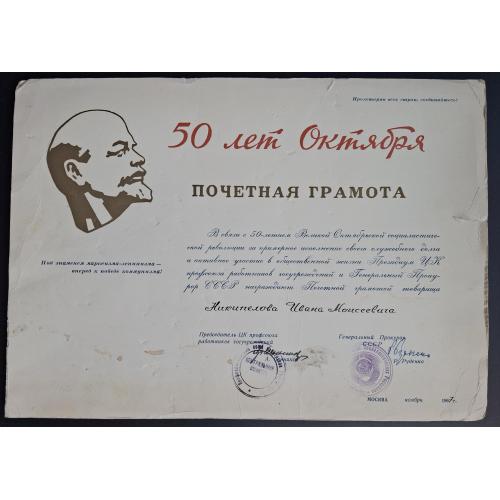 Пролетарии всех стран, соединяйтесь!
50 лет Октября
ПОЧЕТНАЯ ГРАМОТА
Под знаменем марксизма-ленинизма —
вперед к победе коммунизма!
В связи с 50-летием Великой Октябрьской социалистиче-
ской революции за примерное исполнение своего служебного долга
и активное участие в общественной жизни Президиум ЦК
профсоюза работников госучреждений и Генеральный Проку-
рор СССР награждают Почетной грамотой товарища
Никипелова Ивана Моисеевича
Председатель ЦК профсоюза
работников госучреждений
Генеральный Прокурор
СССР
Р. Руденко
МОСКВА ноябрь 1967г.